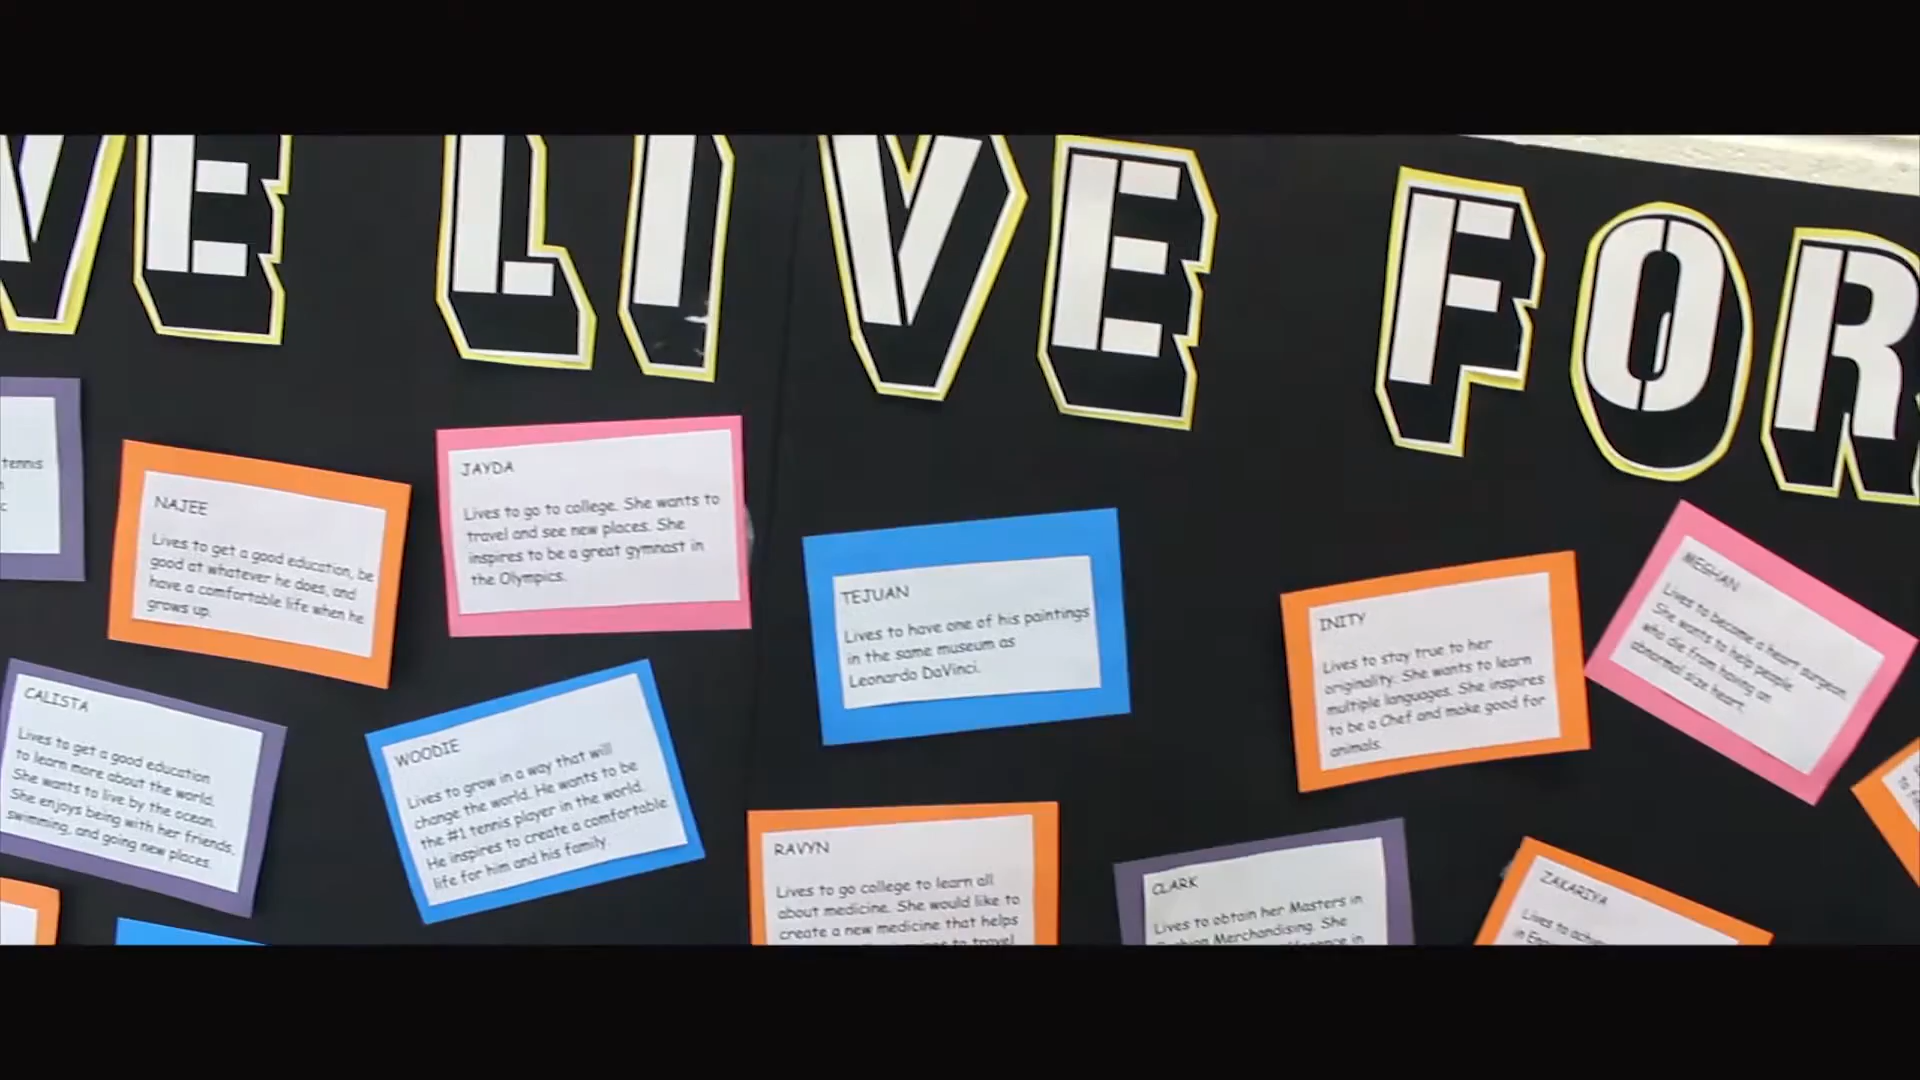 VE LIVE FOR
tennis
NAJEE
Lives to get a good education, be
good at whatever he does, and
have a comfortable life when he
grows up.
JAYDA
Lives to go to college. She wants to
travel and see new places. She
inspires to be a great gymnast in
the Olympics.
TEJUAN
Lives to have one of his paintings
in the same museum as
Leonardo DaVinci.
INITY
Lives to stay true to her
originality. She wants to learn
multiple languages. She inspires
to be a Chef and make good for
animals.
MEGHAN
Lives to become a heart surgeon.
She wants to help people
who die from having an
abnormal size heart.
CALISTA
Lives to get a good education
to learn more about the world.
She wants to live by the ocean.
She enjoys being with her friends,
swimming, and going new places.
WOODIE
Lives to grow in a way that will
change the world. He wants to be
the #1 tennis player in the world.
He inspires to create a comfortable
life for him and his family.
RAVYN
Lives to go college to learn all
about medicine. She would like to
create a new medicine that helps
to travel
CLARK
Lives to obtain her Masters in
Merchandising. She
in
ZAKARIYA
Lives to
in